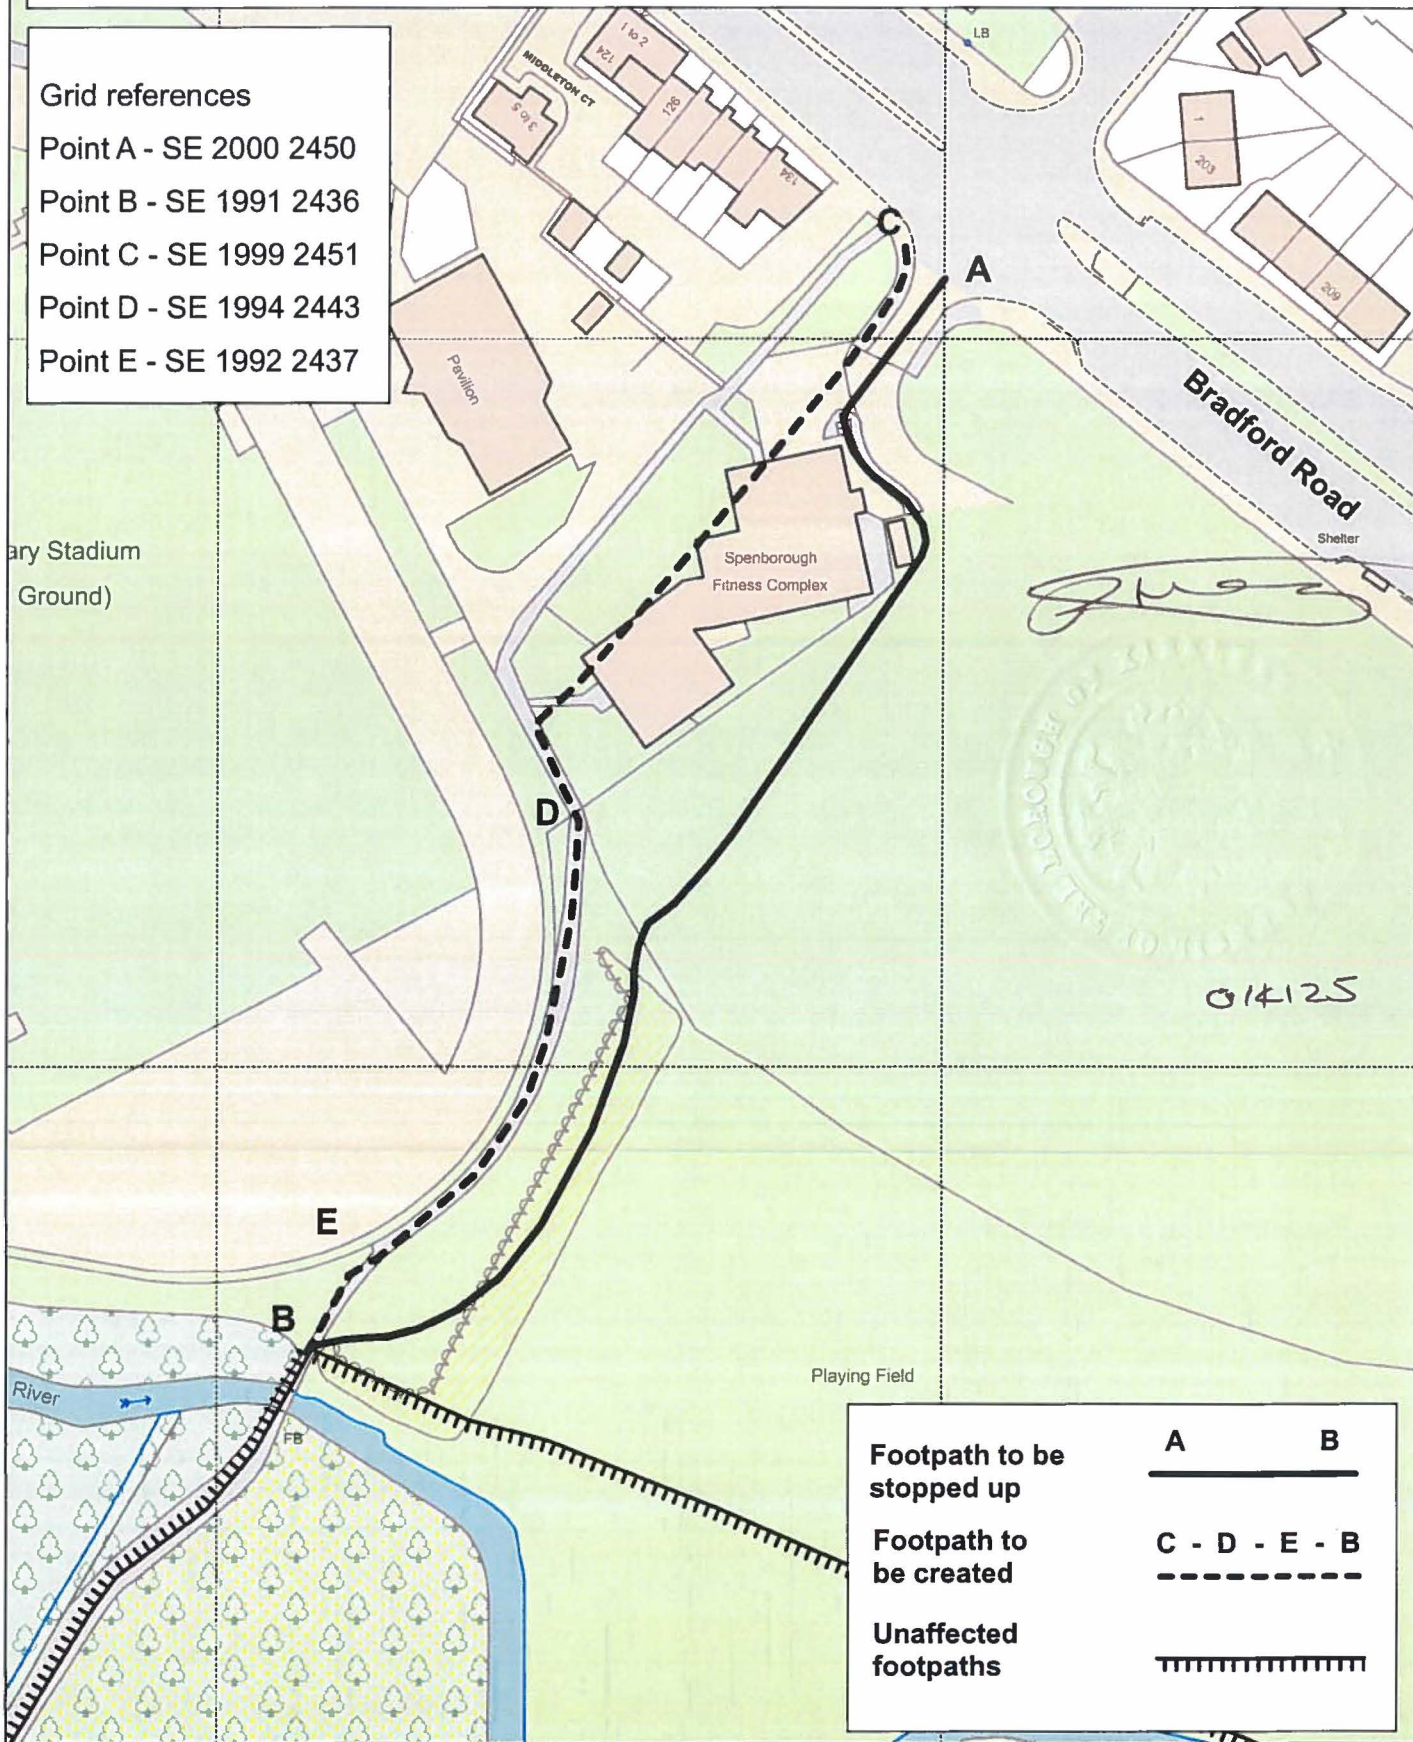 Grid references
Point A - SE 2000 2450
Point B - SE 1991 2436
Point C - SE 1999 2451
Point D - SE 1994 2443
Point E - SE 1992 2437
MIDDLETON CT
1 to 2
124
3 to 5
126
134
LB
1
203
209
C
A
Pavilion
Bradford Road
Shelter
ary Stadium
Ground)
Spenborough
Fitness Complex
D
014125
E
B
River
FB
Playing Field
Footpath to be
stopped up
A B
Footpath to
be created
C - D - E - B
Unaffected
footpaths